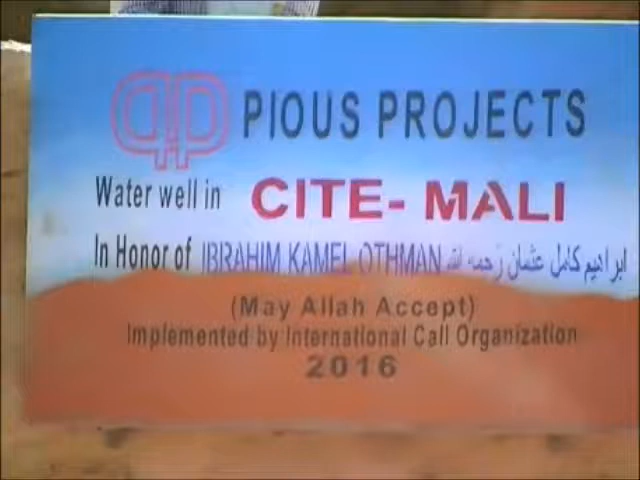 PIOUS PROJECTS
Water well in CITE- MALI
In Honor of IBRAHIM KAMEL OTHMAN ابراهيم كامل عثمان رحمه الله
(May Allah Accept)
Implemented by International Call Organization
2016